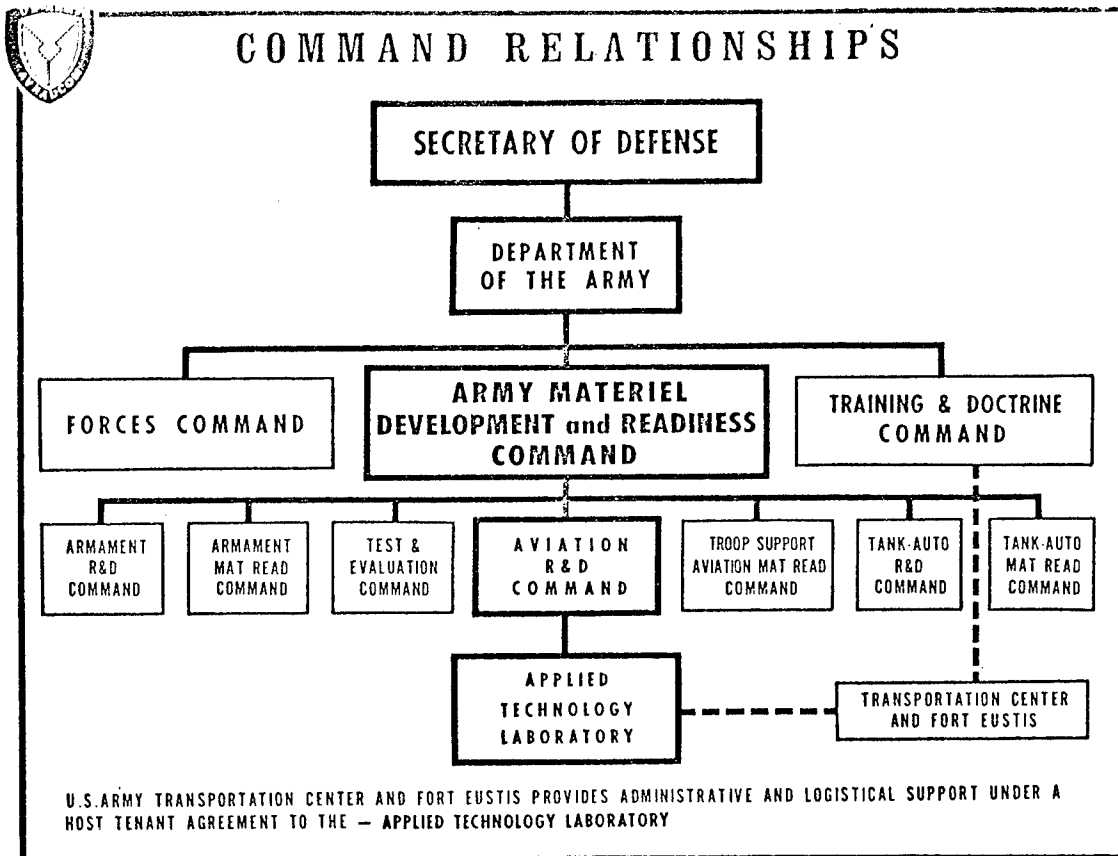 COMMAND RELATIONSHIPS
SECRETARY OF DEFENSE
DEPARTMENT
OF THE ARMY
FORCES COMMAND
ARMY MATERIEL
DEVELOPMENT and READINESS
COMMAND
TRAINING & DOCTRINE
COMMAND
ARMAMENT
R&D
COMMAND
ARMAMENT
MAT READ
COMMAND
TEST &
EVALUATION
COMMAND
AVIATION
R&D
COMMAND
TROOP SUPPORT
AVIATION MAT READ
COMMAND
TANK-AUTO
R&D
COMMAND
TANK-AUTO
MAT READ
COMMAND
APPLIED
TECHNOLOGY
LABORATORY
TRANSPORTATION CENTER
AND FORT EUSTIS
U.S.ARMY TRANSPORTATION CENTER AND FORT EUSTIS PROVIDES ADMINISTRATIVE AND LOGISTICAL SUPPORT UNDER A
HOST TENANT AGREEMENT TO THE — APPLIED TECHNOLOGY LABORATORY